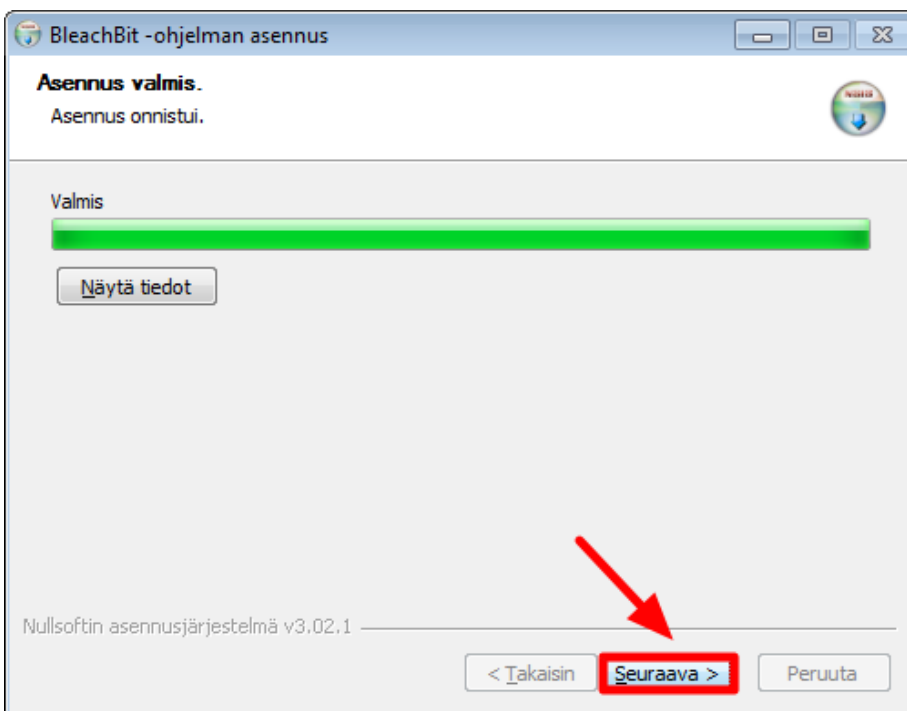 BleachBit -ohjelman asennus
Asennus valmis.
Asennus onnistui.
Valmis
Näytä tiedot
Nullsoftin asennusjärjestelmä v3.02.1
< Takaisin
Seuraava >
Peruuta